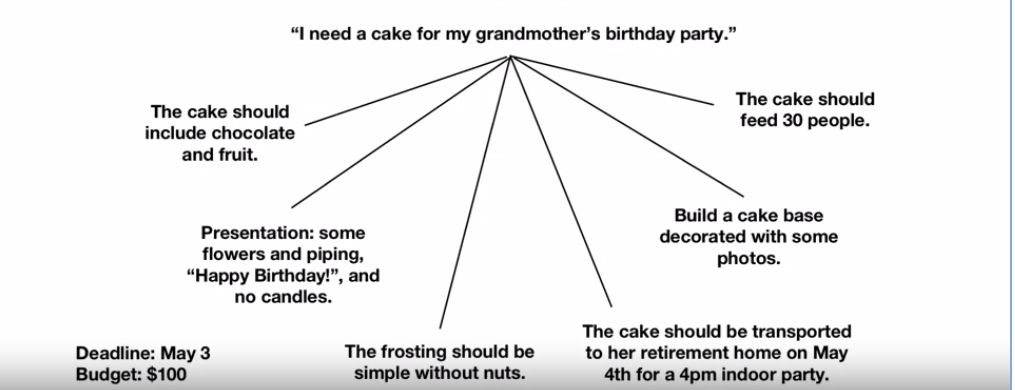 “I need a cake for my grandmother’s birthday party.”
The cake should
include chocolate
and fruit.
The cake should
feed 30 people.
Presentation: some
flowers and piping,
“Happy Birthday!”, and
no candles.
Build a cake base
decorated with some
photos.
Deadline: May 3
Budget: $100
The frosting should be
simple without nuts.
The cake should be transported
to her retirement home on May
4th for a 4pm indoor party.